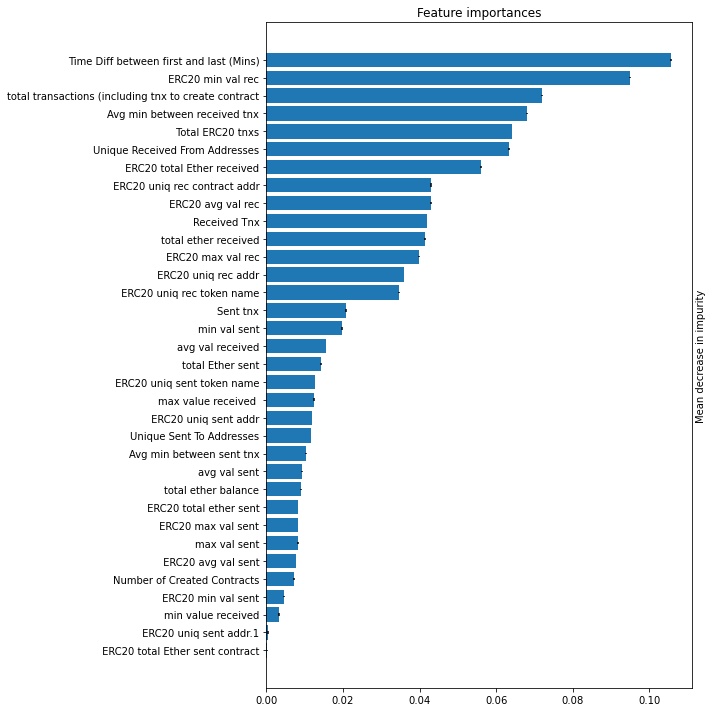 Feature importances
Time Diff between first and last (Mins)
ERC20 min val rec
total transactions (including tnx to create contract
Avg min between received tnx
Total ERC20 tnxs
Unique Received From Addresses
ERC20 total Ether received
ERC20 uniq rec contract addr
ERC20 avg val rec
Received Tnx
total ether received
ERC20 max val rec
ERC20 uniq rec addr
ERC20 uniq rec token name
Sent tnx
min val sent
avg val received
total Ether sent
ERC20 uniq sent token name
max value received
ERC20 uniq sent addr
Unique Sent To Addresses
Avg min between sent tnx
avg val sent
total ether balance
ERC20 total ether sent
ERC20 max val sent
max val sent
ERC20 avg val sent
Number of Created Contracts
ERC20 min val sent
min value received
ERC20 uniq sent addr.1
ERC20 total Ether sent contract
0.00 0.02 0.04 0.06 0.08 0.10
Mean decrease in impurity